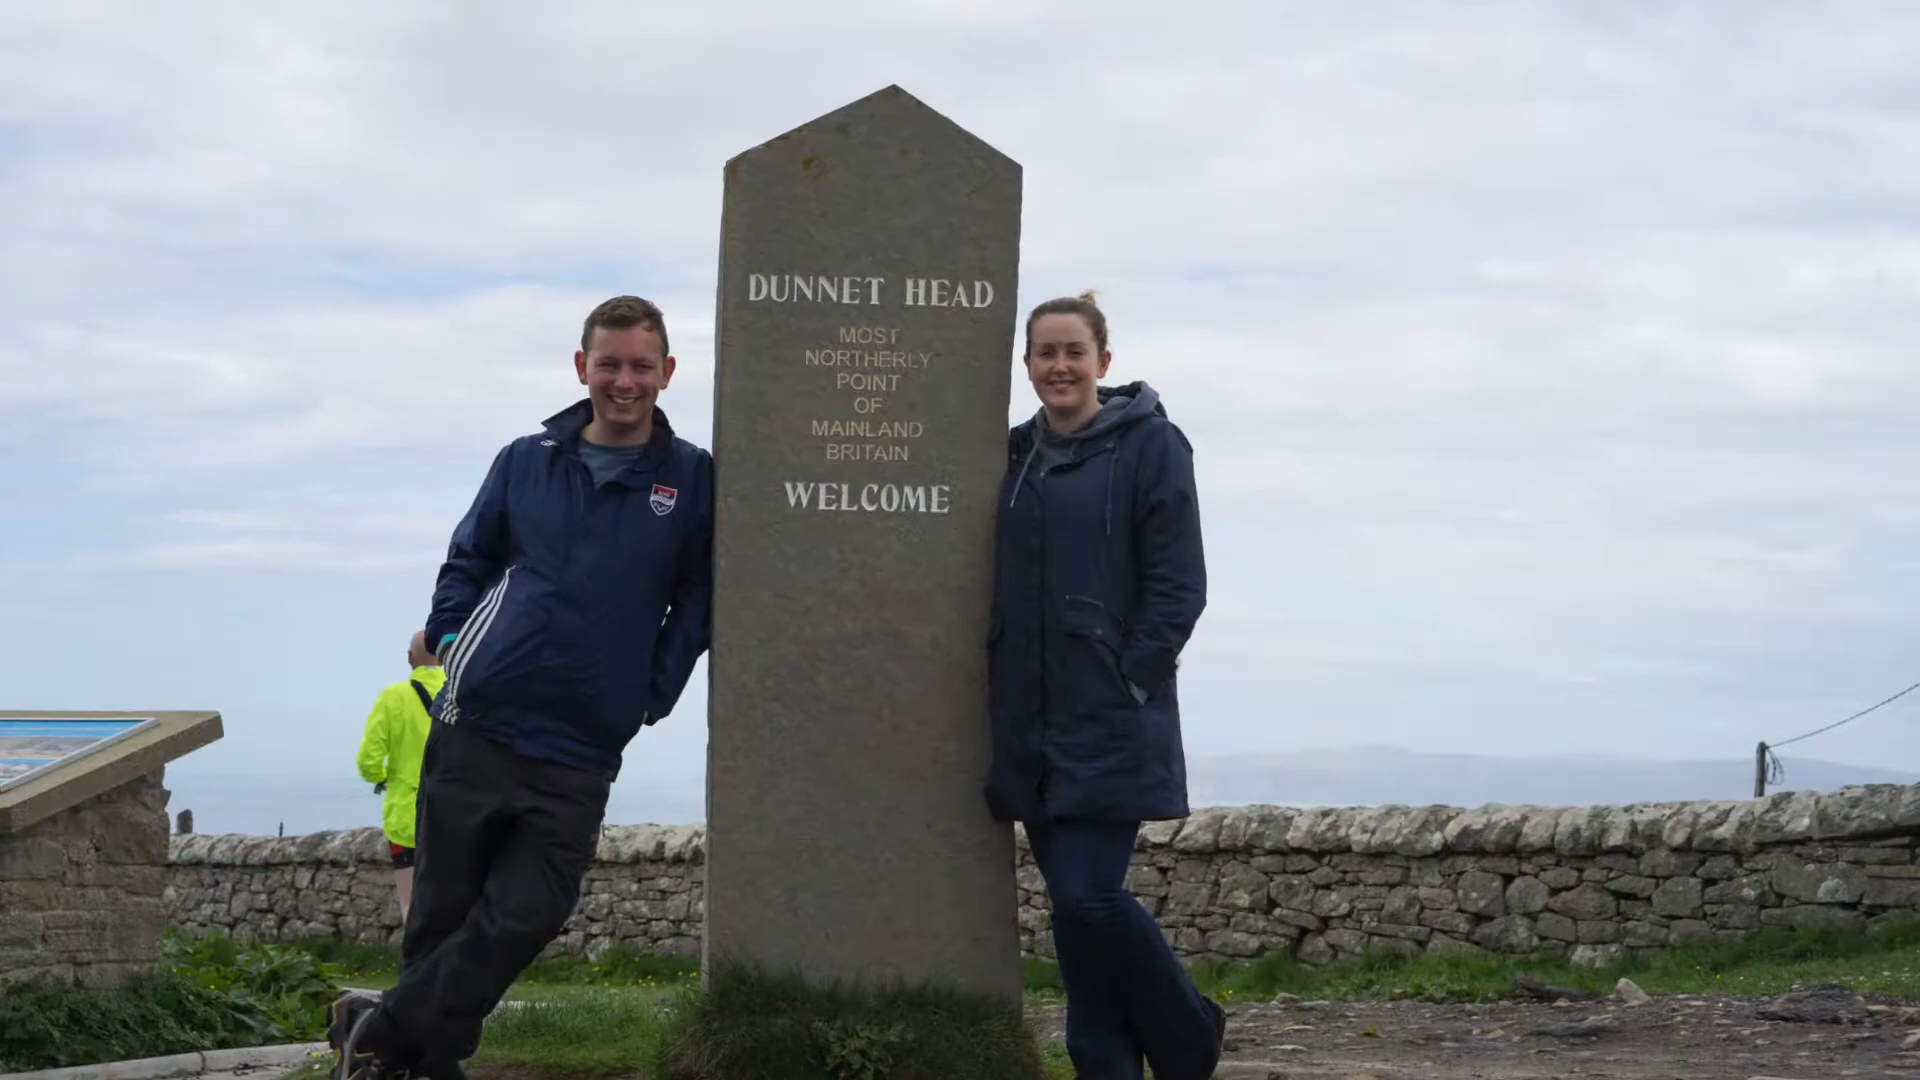 DUNNET HEAD
MOST
NORTHERLY
POINT
OF
MAINLAND
BRITAIN
WELCOME